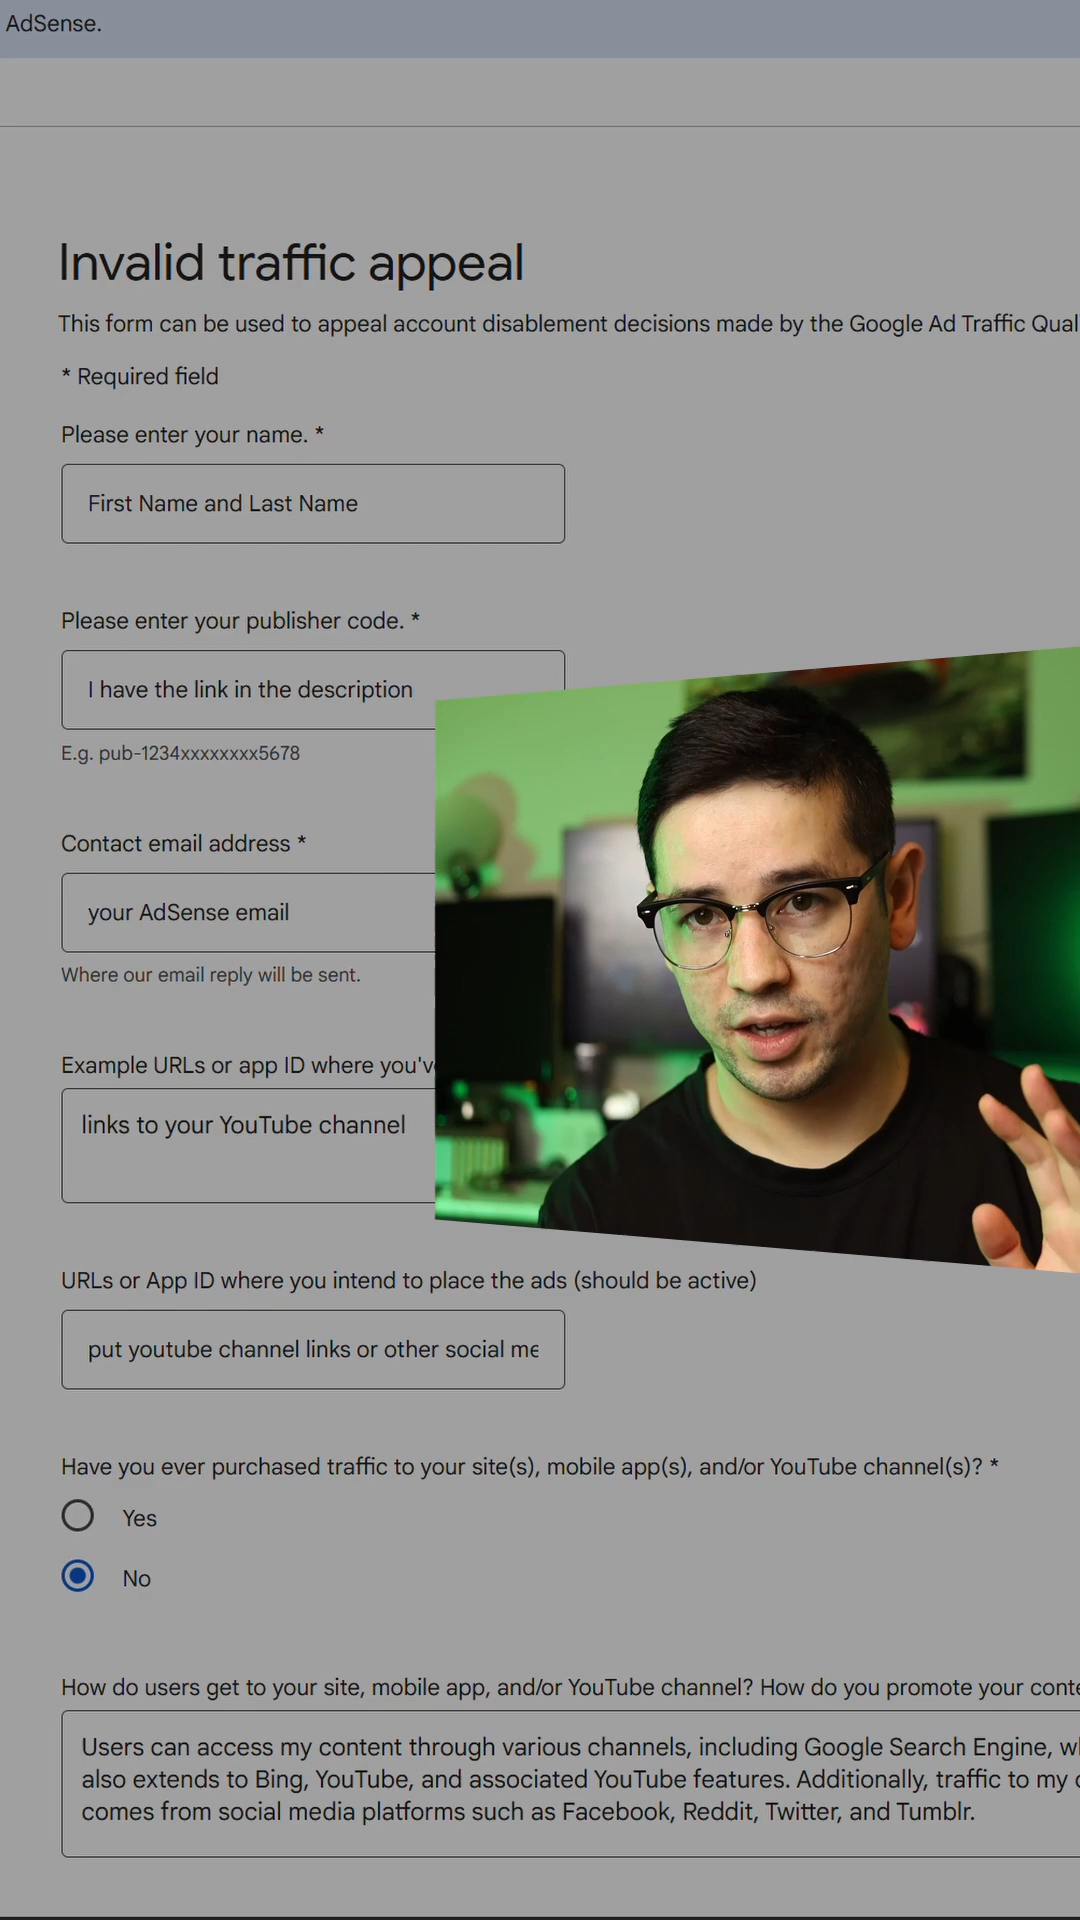 AdSense.
Invalid traffic appeal
This form can be used to appeal account disablement decisions made by the Google Ad Traffic Qual
* Required field
Please enter your name. *
First Name and Last Name
Please enter your publisher code. *
I have the link in the description
E.g. pub-1234xxxxxxxx5678
Contact email address *
your AdSense email
Where our email reply will be sent.
Example URLs or app ID where you'v
links to your YouTube channel
URLs or App ID where you intend to place the ads (should be active)
put youtube channel links or other social me
Have you ever purchased traffic to your site(s), mobile app(s), and/or YouTube channel(s)? *
Yes
No
How do users get to your site, mobile app, and/or YouTube channel? How do you promote your conte
Users can access my content through various channels, including Google Search Engine, wh
also extends to Bing, YouTube, and associated YouTube features. Additionally, traffic to my
comes from social media platforms such as Facebook, Reddit, Twitter, and Tumblr.